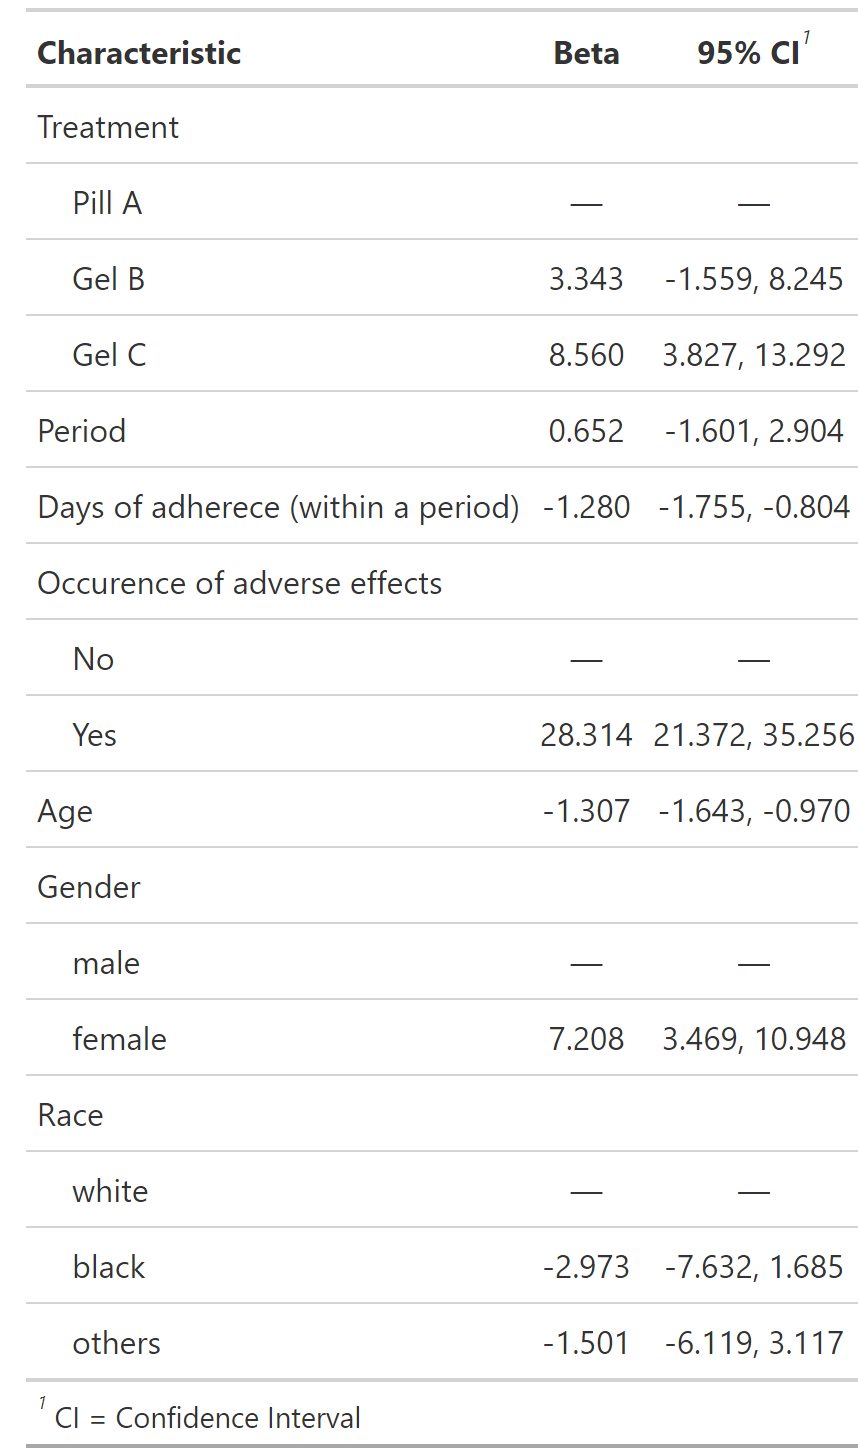 Characteristic Beta 95% CI1
Treatment
Pill A — —
Gel B 3.343 -1.559, 8.245
Gel C 8.560 3.827, 13.292
Period 0.652 -1.601, 2.904
Days of adherece (within a period) -1.280 -1.755, -0.804
Occurence of adverse effects
No — —
Yes 28.314 21.372, 35.256
Age -1.307 -1.643, -0.970
Gender
male — —
female 7.208 3.469, 10.948
Race
white — —
black -2.973 -7.632, 1.685
others -1.501 -6.119, 3.117
1 CI = Confidence Interval